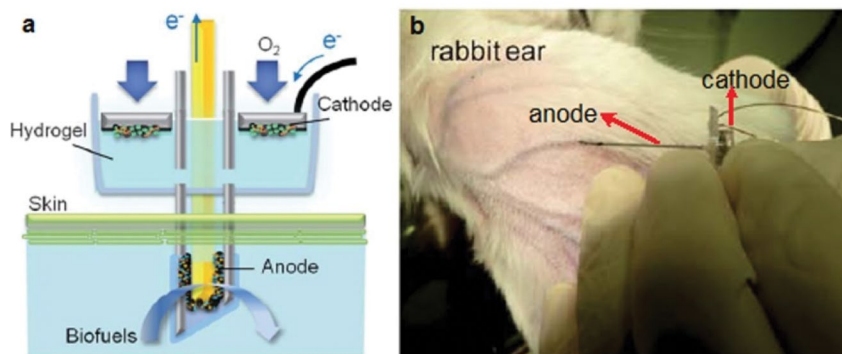 a
e-
O2
e-
Cathode
Hydrogel
Skin
Anode
Biofuels
b
rabbit ear
cathode
anode